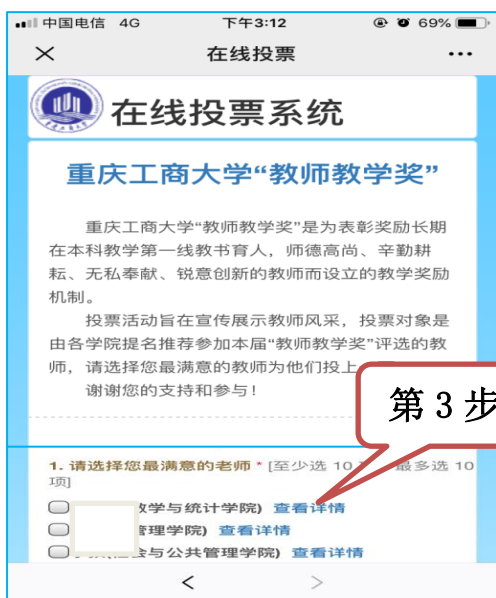 中国电信 4G 下午3:12 69%
在线投票
在线投票系统
重庆工商大学“教师教学奖”
重庆工商大学“教师教学奖”是为表彰奖励长期
在本科教学第一线教书育人，师德高尚、辛勤耕
耘、无私奉献、锐意创新的教师而设立的教学奖励
机制。
投票活动旨在宣传展示教师风采，投票对象是
由各学院提名推荐参加本届“教师教学奖”评选的教
师，请选择您最满意的教师为他们投上
谢谢您的支持和参与！
第 3 步
1. 请选择您最满意的老师 * [至少选 10 最多选 10
项]
学与统计学院) 查看详情
管理学院) 查看详情
会与公共管理学院) 查看详情